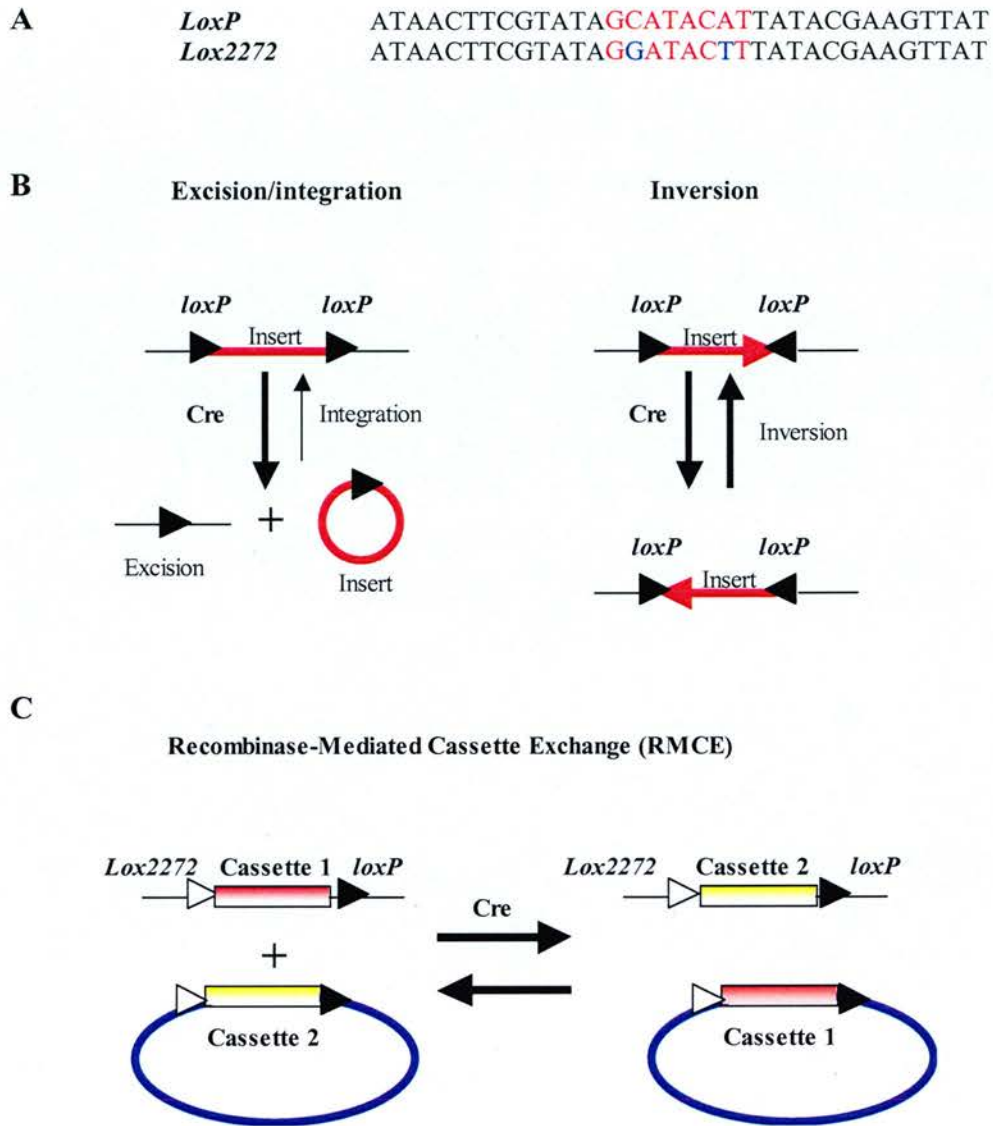 A
LoxP ATAACTTCGTATAGCATACATTATACGAAGTTAT
Lox2272 ATAACTTCGTATAGGATACTTTATACGAAGTTAT
B
Excision/integration Inversion
loxP loxP loxP loxP
Insert Insert
Cre Integration Cre Inversion
+
Excision Insert
loxP loxP
Insert
C
Recombinase-Mediated Cassette Exchange (RMCE)
Lox2272 Cassette 1 loxP Lox2272 Cassette 2 loxP
Cre
+
Cassette 2 Cassette 1